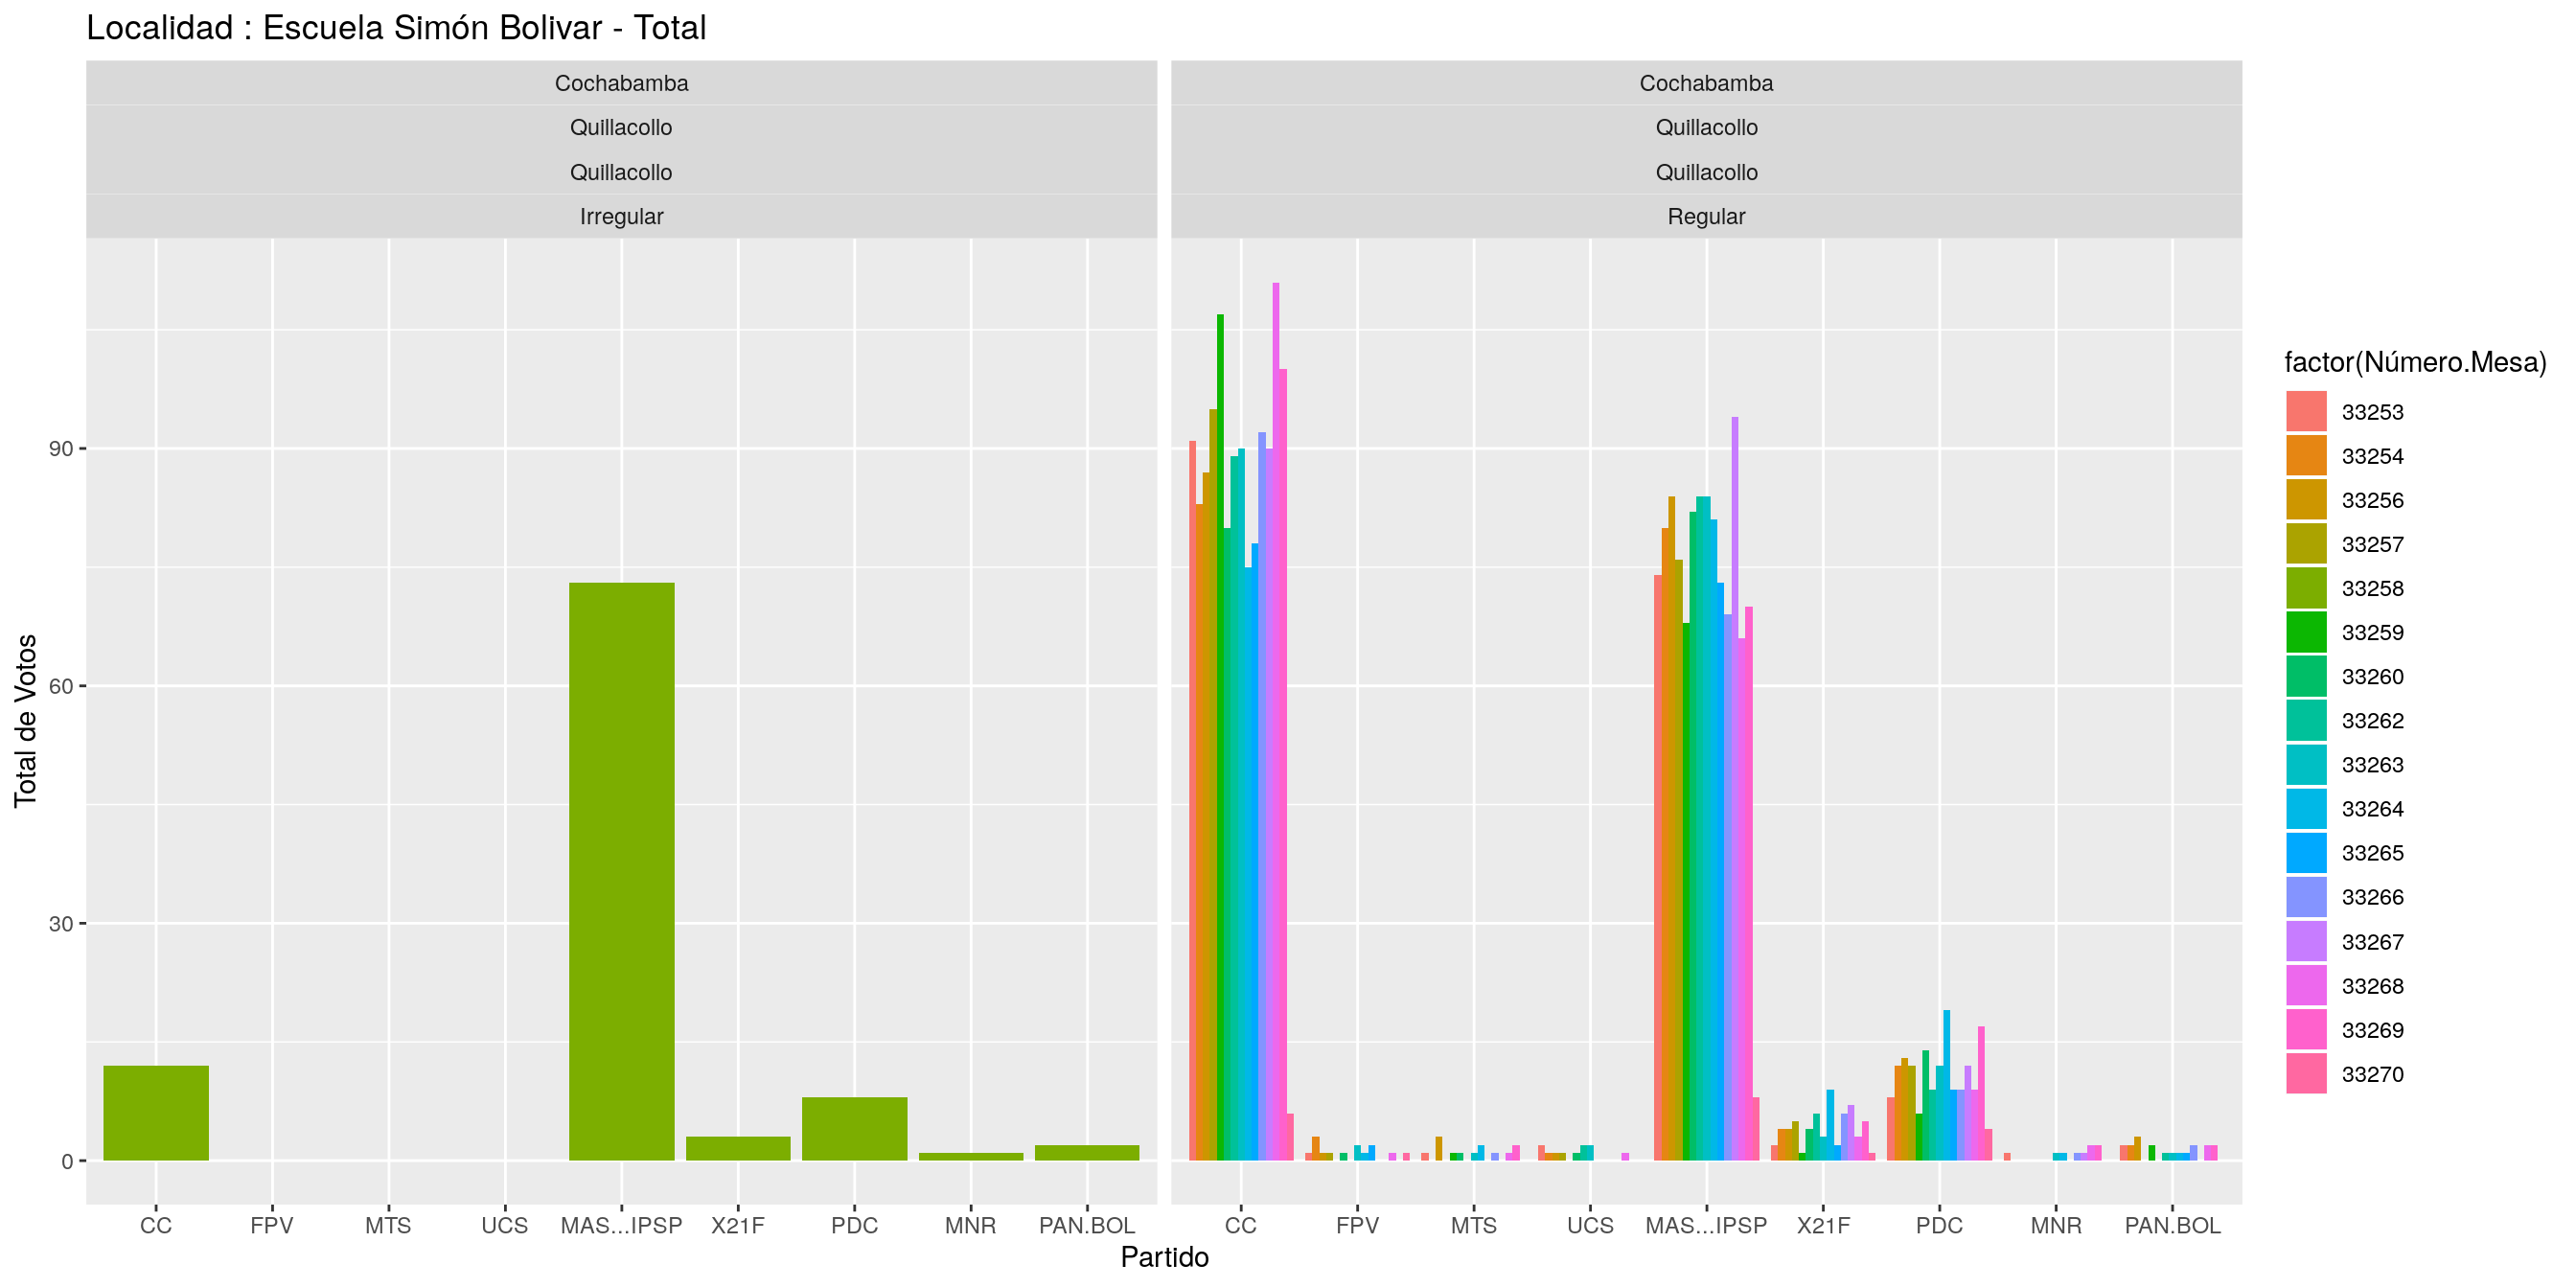 Localidad : Escuela Simón Bolivar - Total
Cochabamba
Quillacollo
Quillacollo
Irregular
Cochabamba
Quillacollo
Quillacollo
Regular
Total de Votos
90
60
30
0
CC FPV MTS UCS MAS...IPSP X21F PDC MNR PAN.BOL
CC FPV MTS UCS MAS...IPSP X21F PDC MNR PAN.BOL
Partido
factor(Número.Mesa)
33253
33254
33256
33257
33258
33259
33260
33262
33263
33264
33265
33266
33267
33268
33269
33270